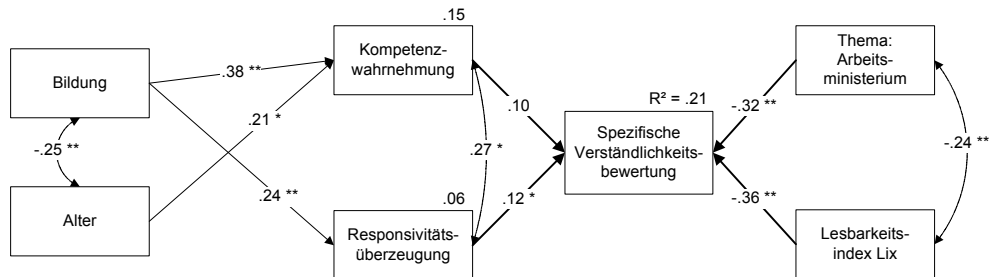 .15
Kompetenz-
wahrnehmung
Thema:
Arbeits-
ministerium
Bildung
.38 **
.21 *
.10
R² = .21
-.32 **
Spezifische
Verständlichkeits-
bewertung
-.25 **
.27 *
-.24 **
.24 **
.06
.12 *
-.36 **
Alter
Responsivitäts-
überzeugung
Lesbarkeits-
index Lix